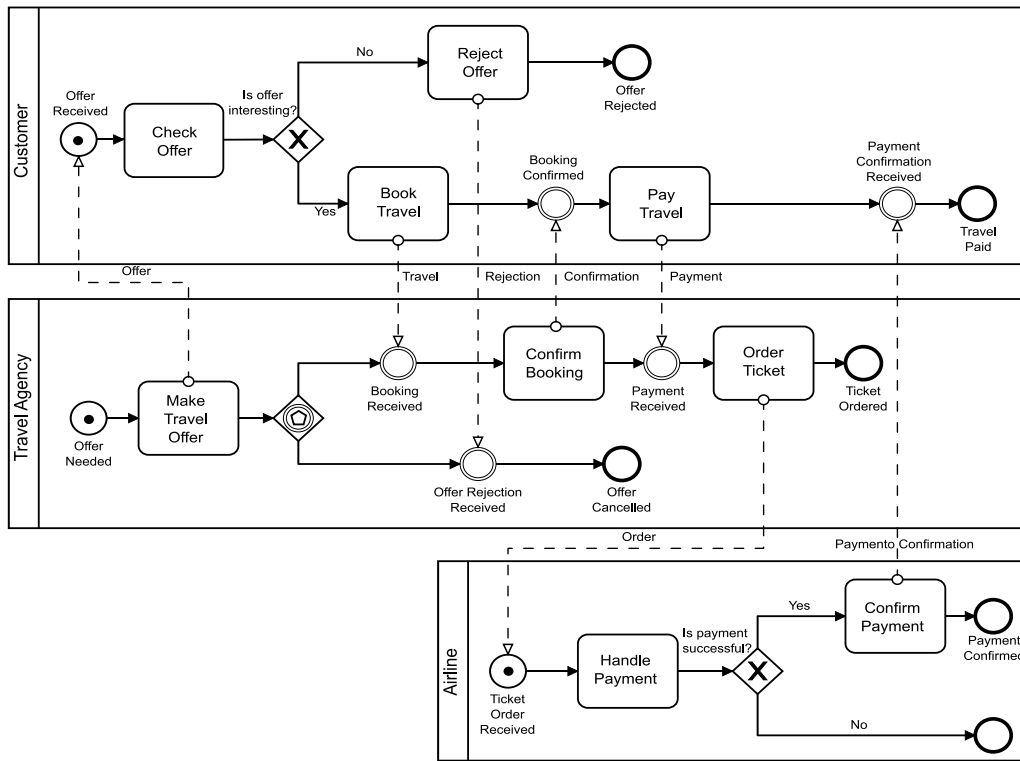 Customer
Offer
Received
Check
Offer
Is offer
interesting?
No
Reject
Offer
Offer
Rejected
Yes
Book
Travel
Booking
Confirmed
Pay
Travel
Payment
Confirmation
Received
Travel
Paid
Offer
Travel
Rejection
Confirmation
Payment
Travel Agency
Offer
Needed
Make
Travel
Offer
Booking
Received
Confirm
Booking
Payment
Received
Order
Ticket
Ticket
Ordered
Offer Rejection
Received
Offer
Cancelled
Order
Paymento Confirmation
Airline
Ticket
Order
Received
Handle
Payment
Is payment
successful?
Yes
Confirm
Payment
Payment
Confirmed
No